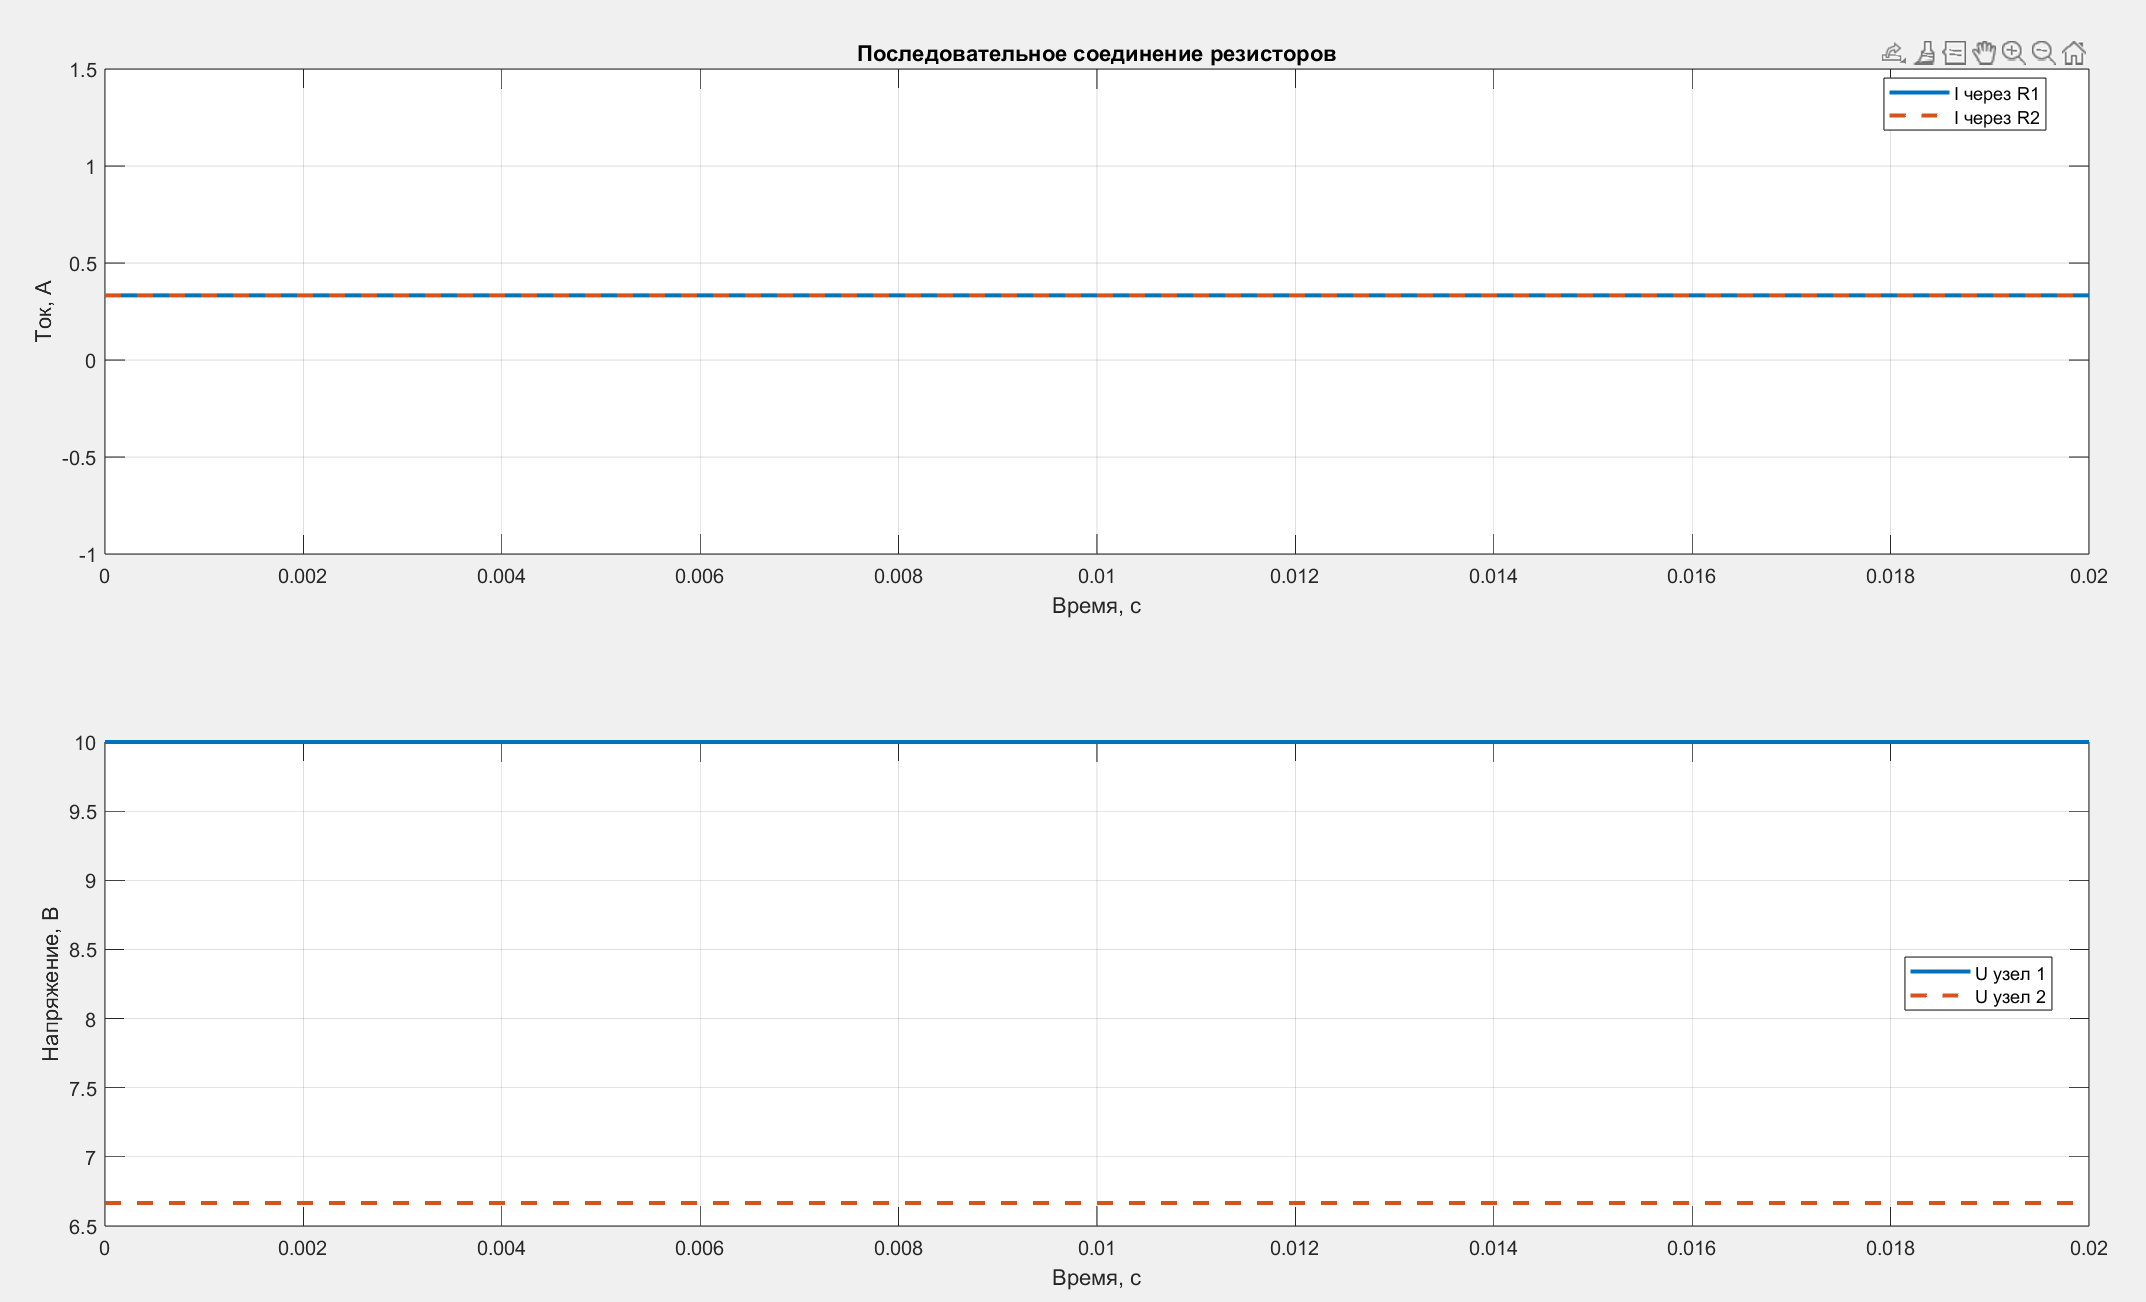 Последовательное соединение резисторов
1.5
1
0.5
0
-0.5
-1
Ток, А
I через R1
I через R2
0 0.002 0.004 0.006 0.008 0.01 0.012 0.014 0.016 0.018 0.02
Время, с
10
9.5
9
8.5
8
7.5
7
6.5
Напряжение, В
U узел 1
U узел 2
0 0.002 0.004 0.006 0.008 0.01 0.012 0.014 0.016 0.018 0.02
Время, с